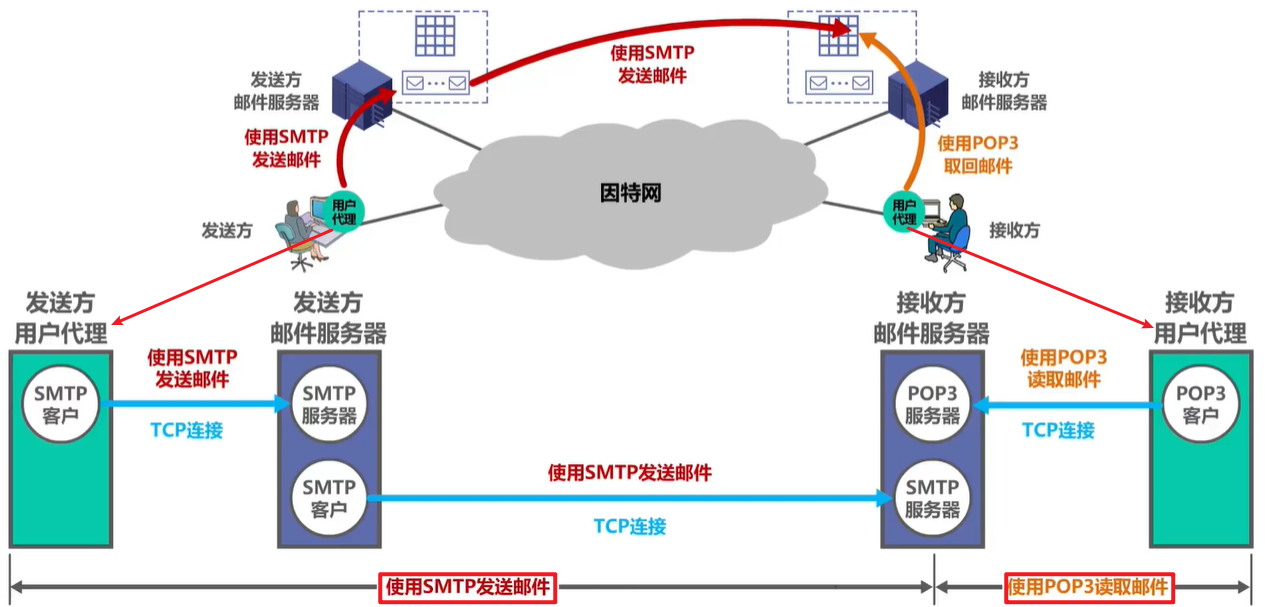 使用SMTP
发送邮件
发送方
邮件服务器
接收方
邮件服务器
使用SMTP
发送邮件
使用POP3
取回邮件
因特网
用户
代理
用户
代理
发送方
接收方
发送方
用户代理
发送方
邮件服务器
接收方
邮件服务器
接收方
用户代理
使用SMTP
发送邮件
使用POP3
读取邮件
SMTP
客户
SMTP
服务器
POP3
服务器
POP3
客户
TCP连接
TCP连接
使用SMTP发送邮件
SMTP
客户
SMTP
服务器
TCP连接
使用SMTP发送邮件
使用POP3读取邮件